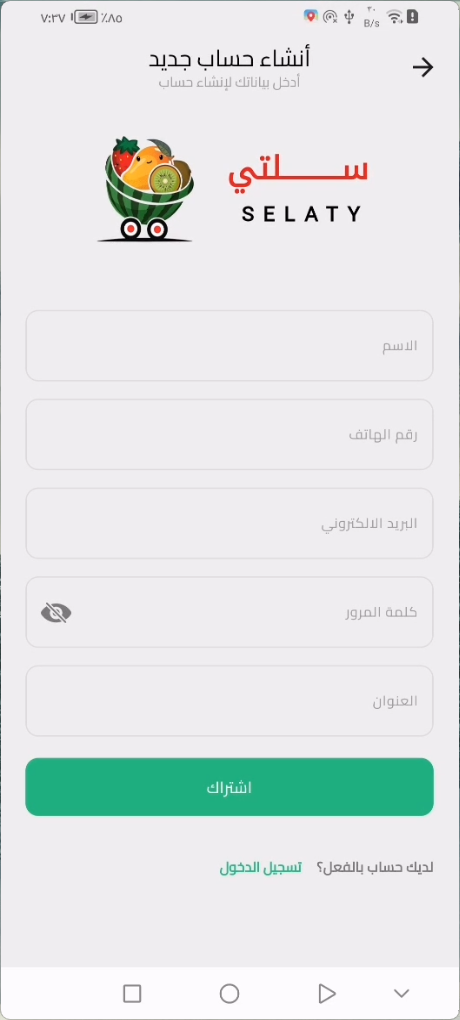 ٧:٣٧ ٪٨٥ ٢٠ B/s
أنشاء حساب جديد
أدخل بياناتك لإنشاء حساب
سلتي
SELATY
الاسم
رقم الهاتف
البريد الالكتروني
كلمة المرور
العنوان
اشتراك
لديك حساب بالفعل؟ تسجيل الدخول